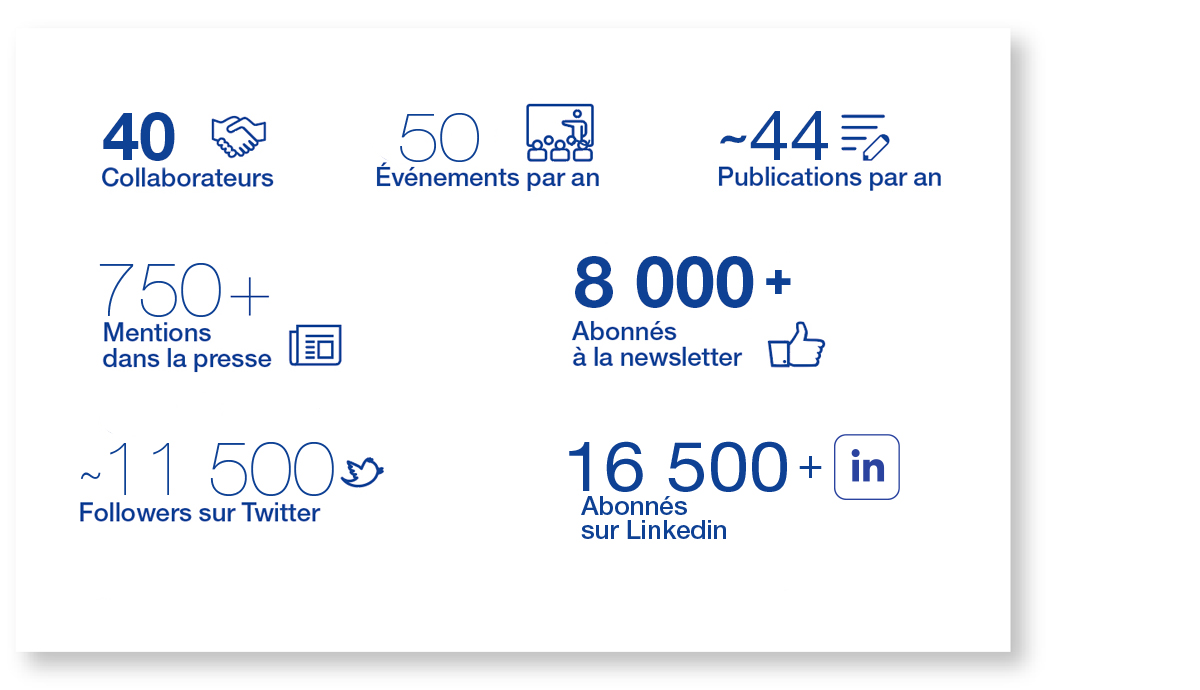 40
Collaborateurs
50
Événements par an
~44
Publications par an
750+
Mentions
dans la presse
8 000+
Abonnés
à la newsletter
~11 500
Followers sur Twitter
16 500+
in
Abonnés
sur Linkedin